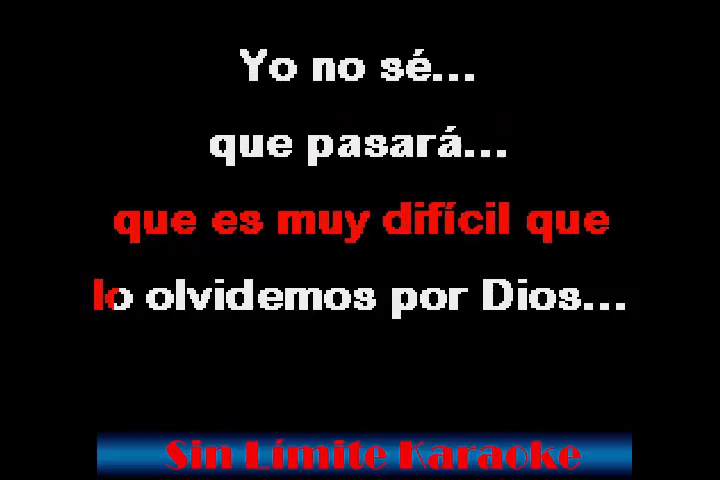 Yo no sé...
que pasará...
que es muy difícil que
lo olvidemos por Dios...
Sin Límite Karaoke